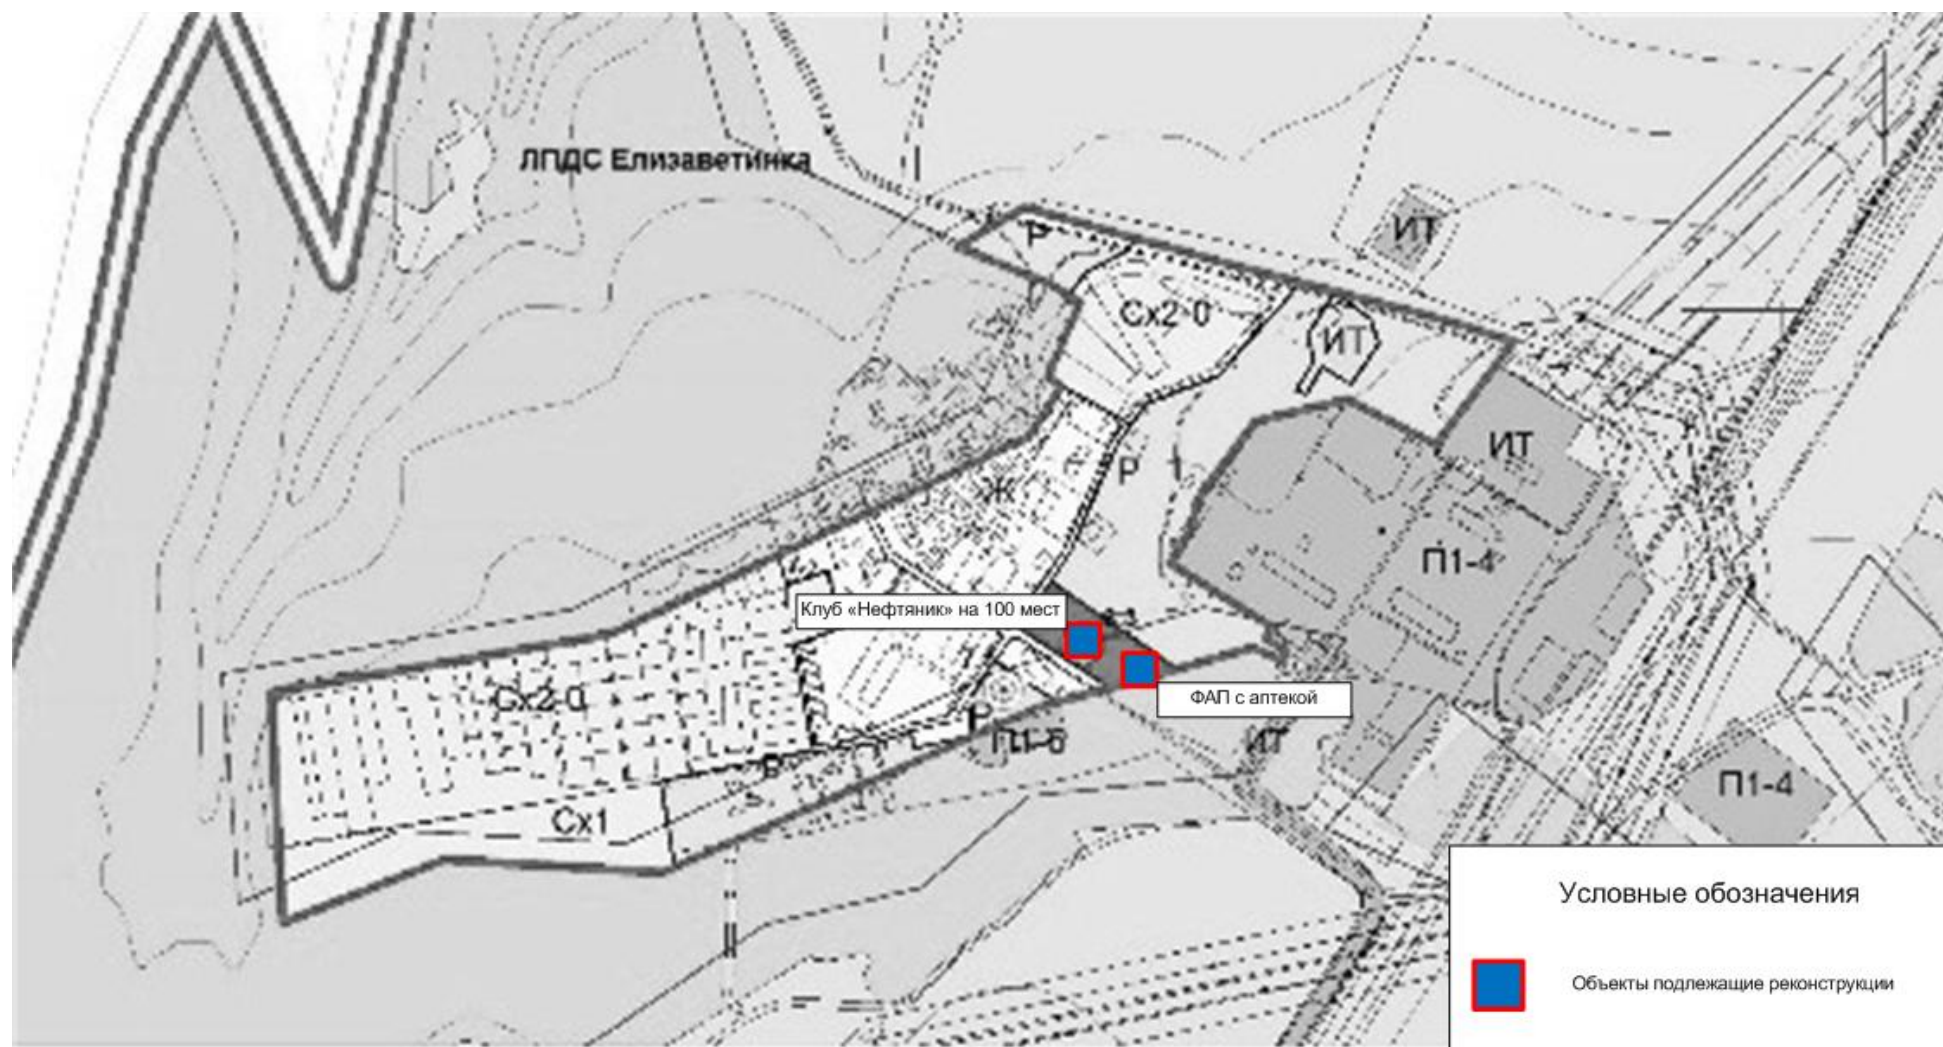 ЛПДС Елизаветинка
ИТ
Р
Сх2-0
ИТ
ИТ
Р
Ж
П1-4
Клуб «Нефтяник» на 100 мест
ФАП с аптекой
Сх2-0
Р
П1-6
ИТ
Р
П1-4
Сх1
Условные обозначения
Объекты подлежащие реконструкции